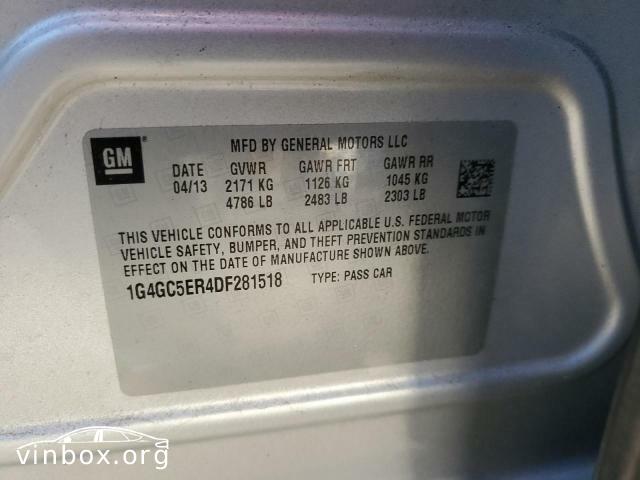 GM
MFD BY GENERAL MOTORS LLC
DATE GVWR GAWR FRT GAWR RR
04/13 2171 KG 1126 KG 1045 KG
4786 LB 2483 LB 2303 LB
THIS VEHICLE CONFORMS TO ALL APPLICABLE U.S. FEDERAL MOTOR
VEHICLE SAFETY, BUMPER, AND THEFT PREVENTION STANDARDS IN
EFFECT ON THE DATE OF MANUFACTURE SHOWN ABOVE.
1G4GC5ER4DF281518 TYPE: PASS CAR
vinbox.org